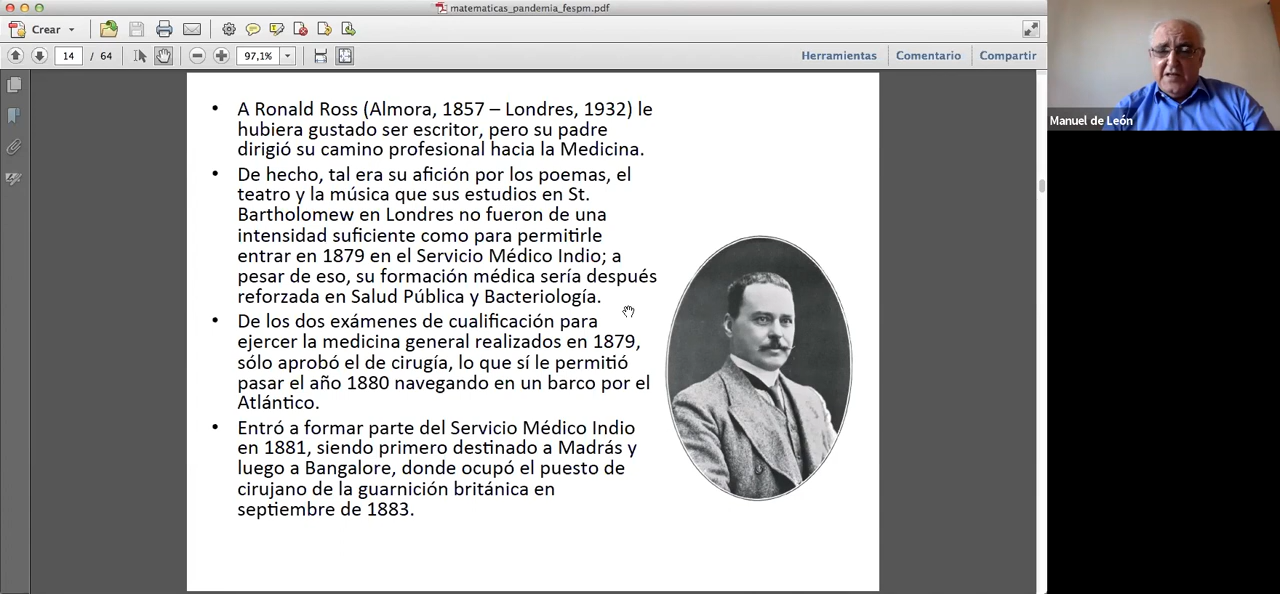 matematicas_pandemia_fespm.pdf
Crear
14 / 64
97,1%
Herramientas
Comentario
Compartir
• A Ronald Ross (Almora, 1857 – Londres, 1932) le
hubiera gustado ser escritor, pero su padre
dirigió su camino profesional hacia la Medicina.
• De hecho, tal era su afición por los poemas, el
teatro y la música que sus estudios en St.
Bartholomew en Londres no fueron de una
intensidad suficiente como para permitirle
entrar en 1879 en el Servicio Médico Indio; a
pesar de eso, su formación médica sería después
reforzada en Salud Pública y Bacteriología.
• De los dos exámenes de cualificación para
ejercer la medicina general realizados en 1879,
sólo aprobó el de cirugía, lo que sí le permitió
pasar el año 1880 navegando en un barco por el
Atlántico.
• Entró a formar parte del Servicio Médico Indio
en 1881, siendo primero destinado a Madrás y
luego a Bangalore, donde ocupó el puesto de
cirujano de la guarnición británica en
septiembre de 1883.
Manuel de León